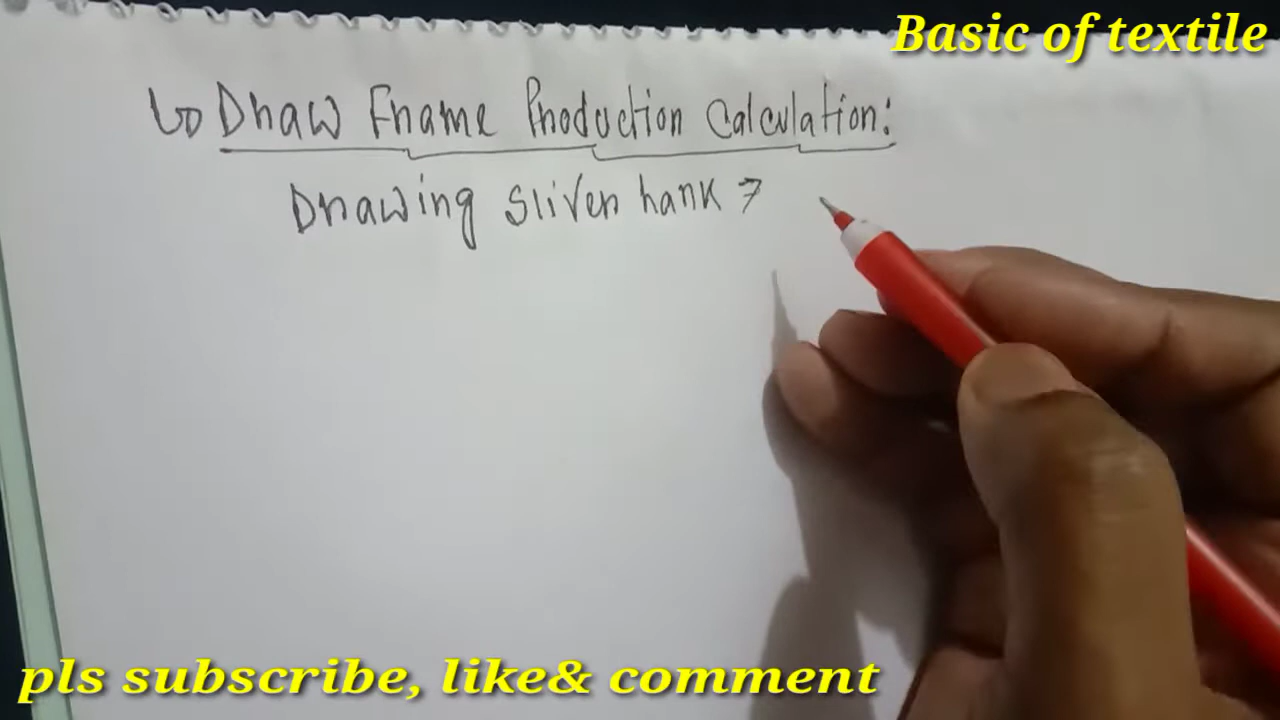 Basic of textile
↳ Draw Frame Production Calculation:
Drawing sliver hank →
pls subscribe, like& comment